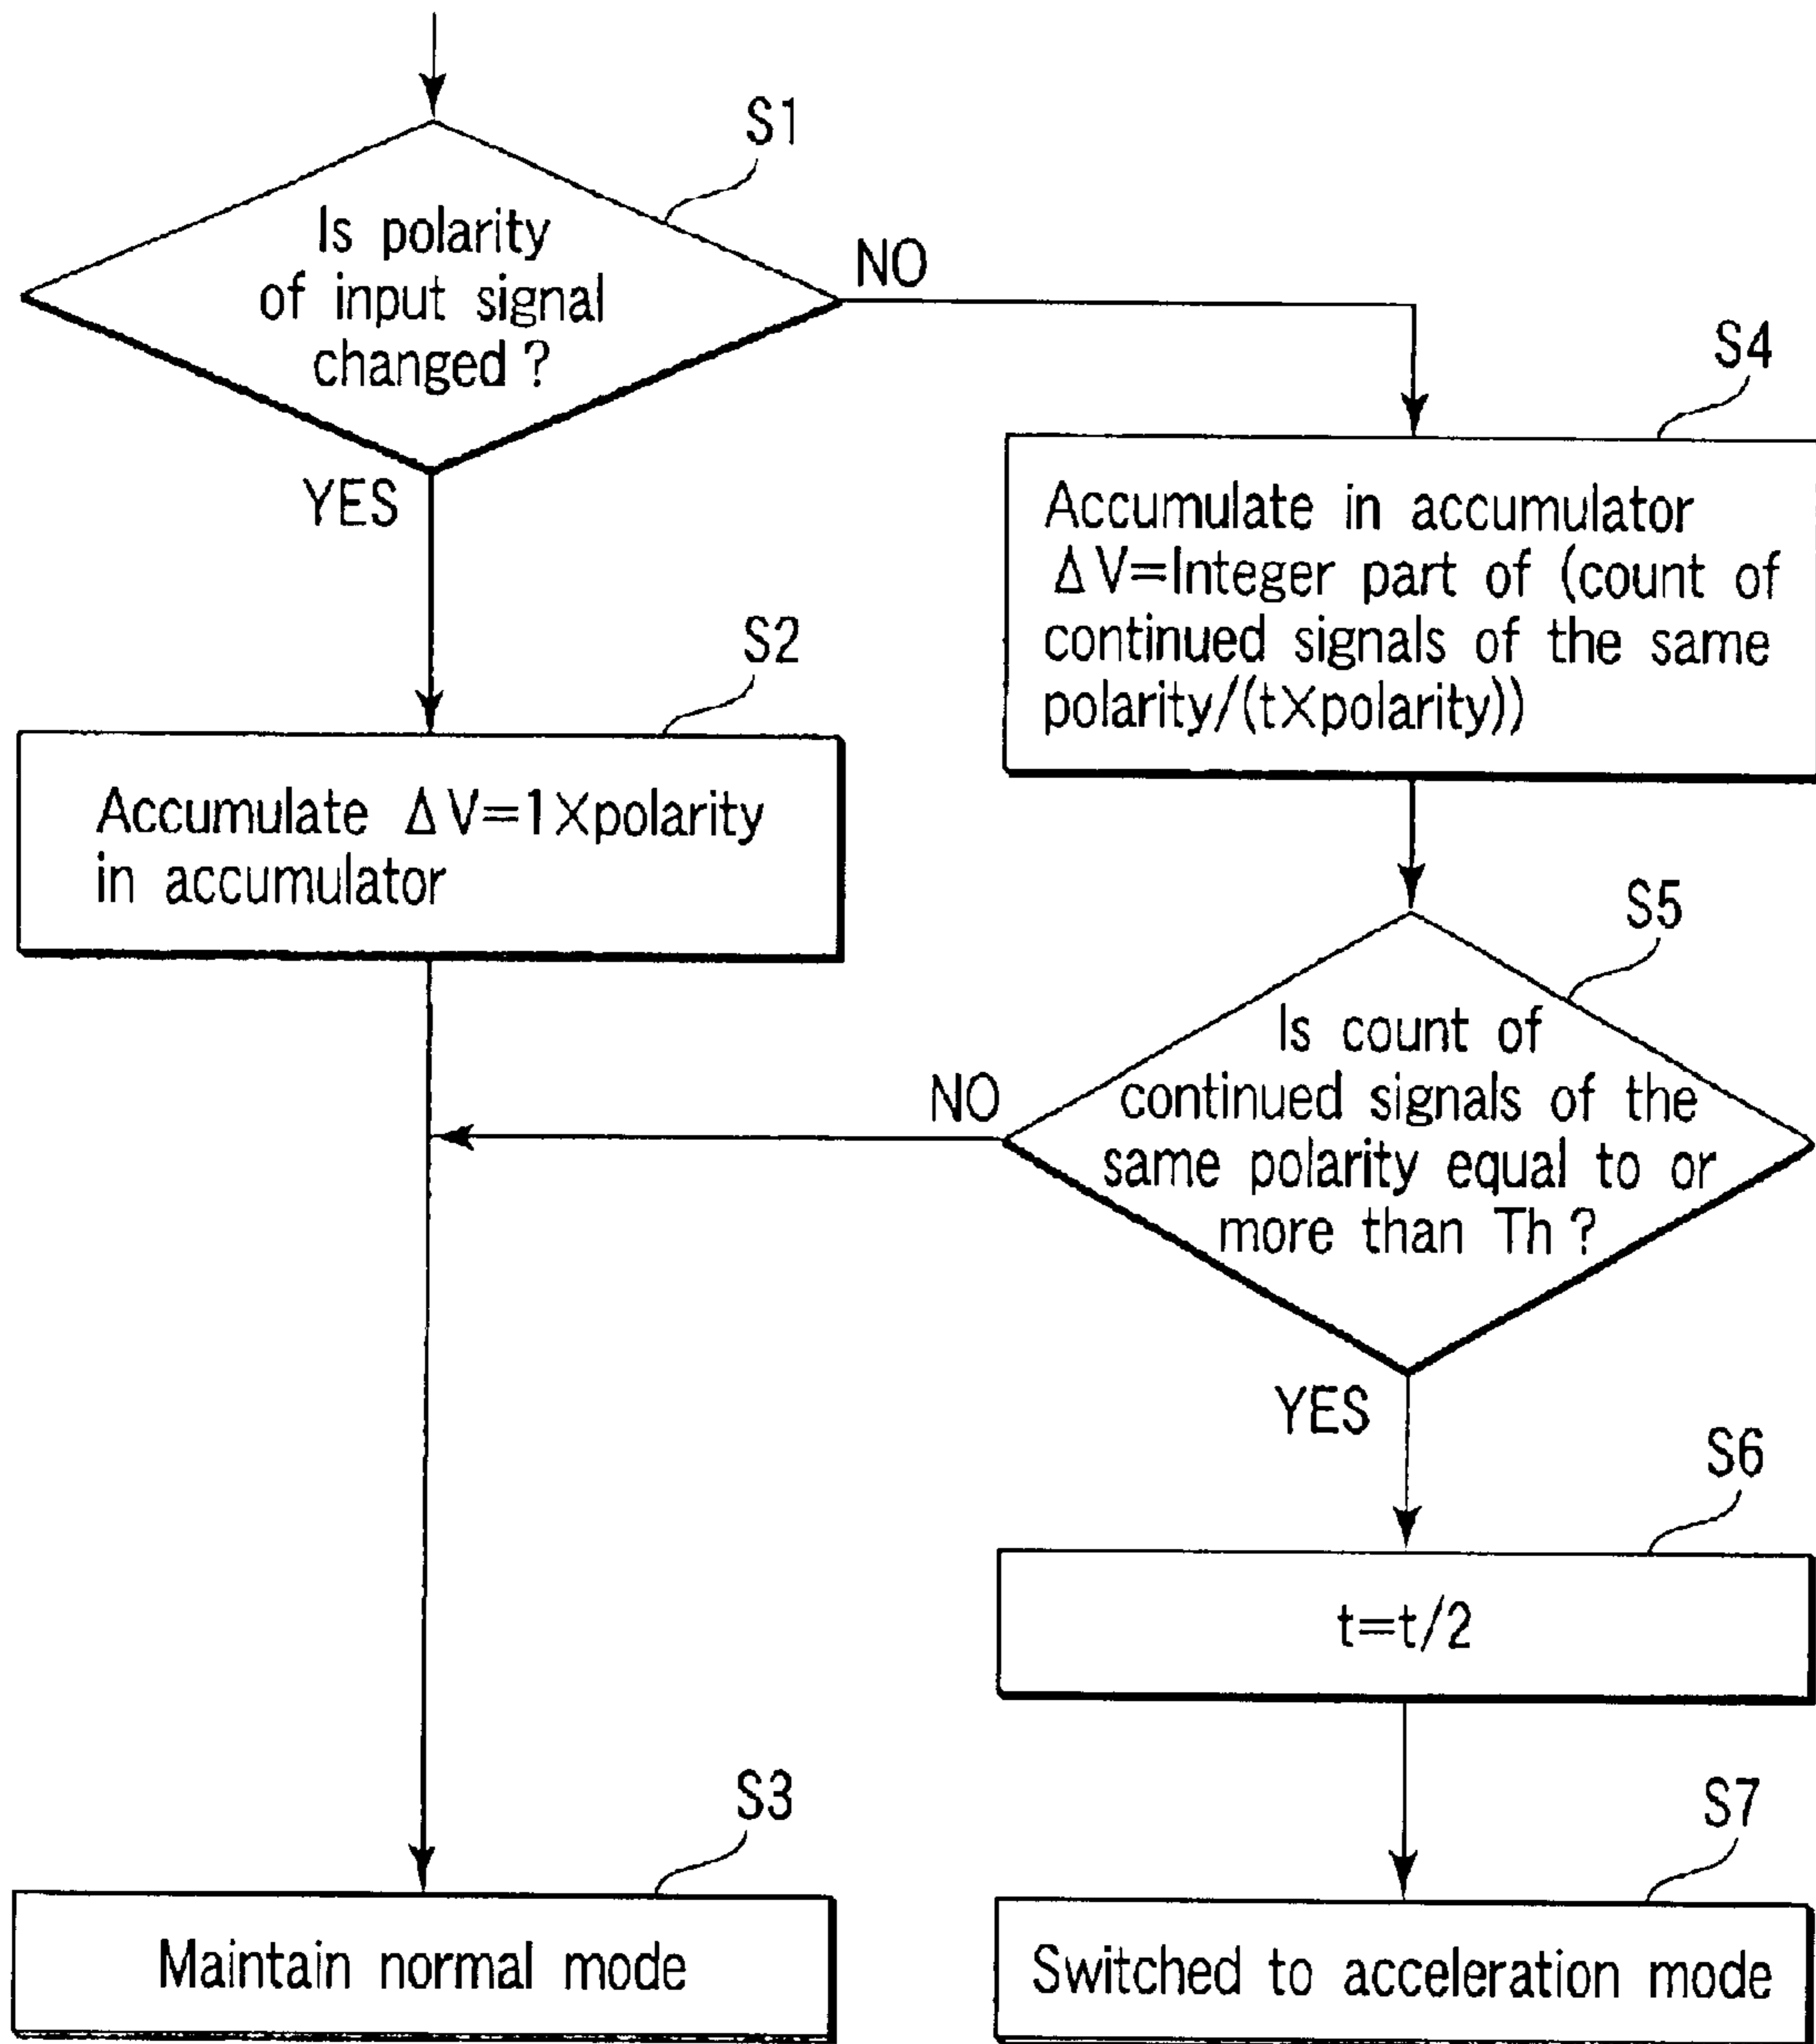 S1
Is polarity
of input signal
changed?
NO
YES
S4
Accumulate in accumulator
ΔV=Integer part of (count of
continued signals of the same
polarity/(t×polarity))
S2
Accumulate ΔV=1×polarity
in accumulator
S5
Is count of
continued signals of the
same polarity equal to or
more than Th?
NO
YES
S6
t=t/2
S3
Maintain normal mode
S7
Switched to acceleration mode